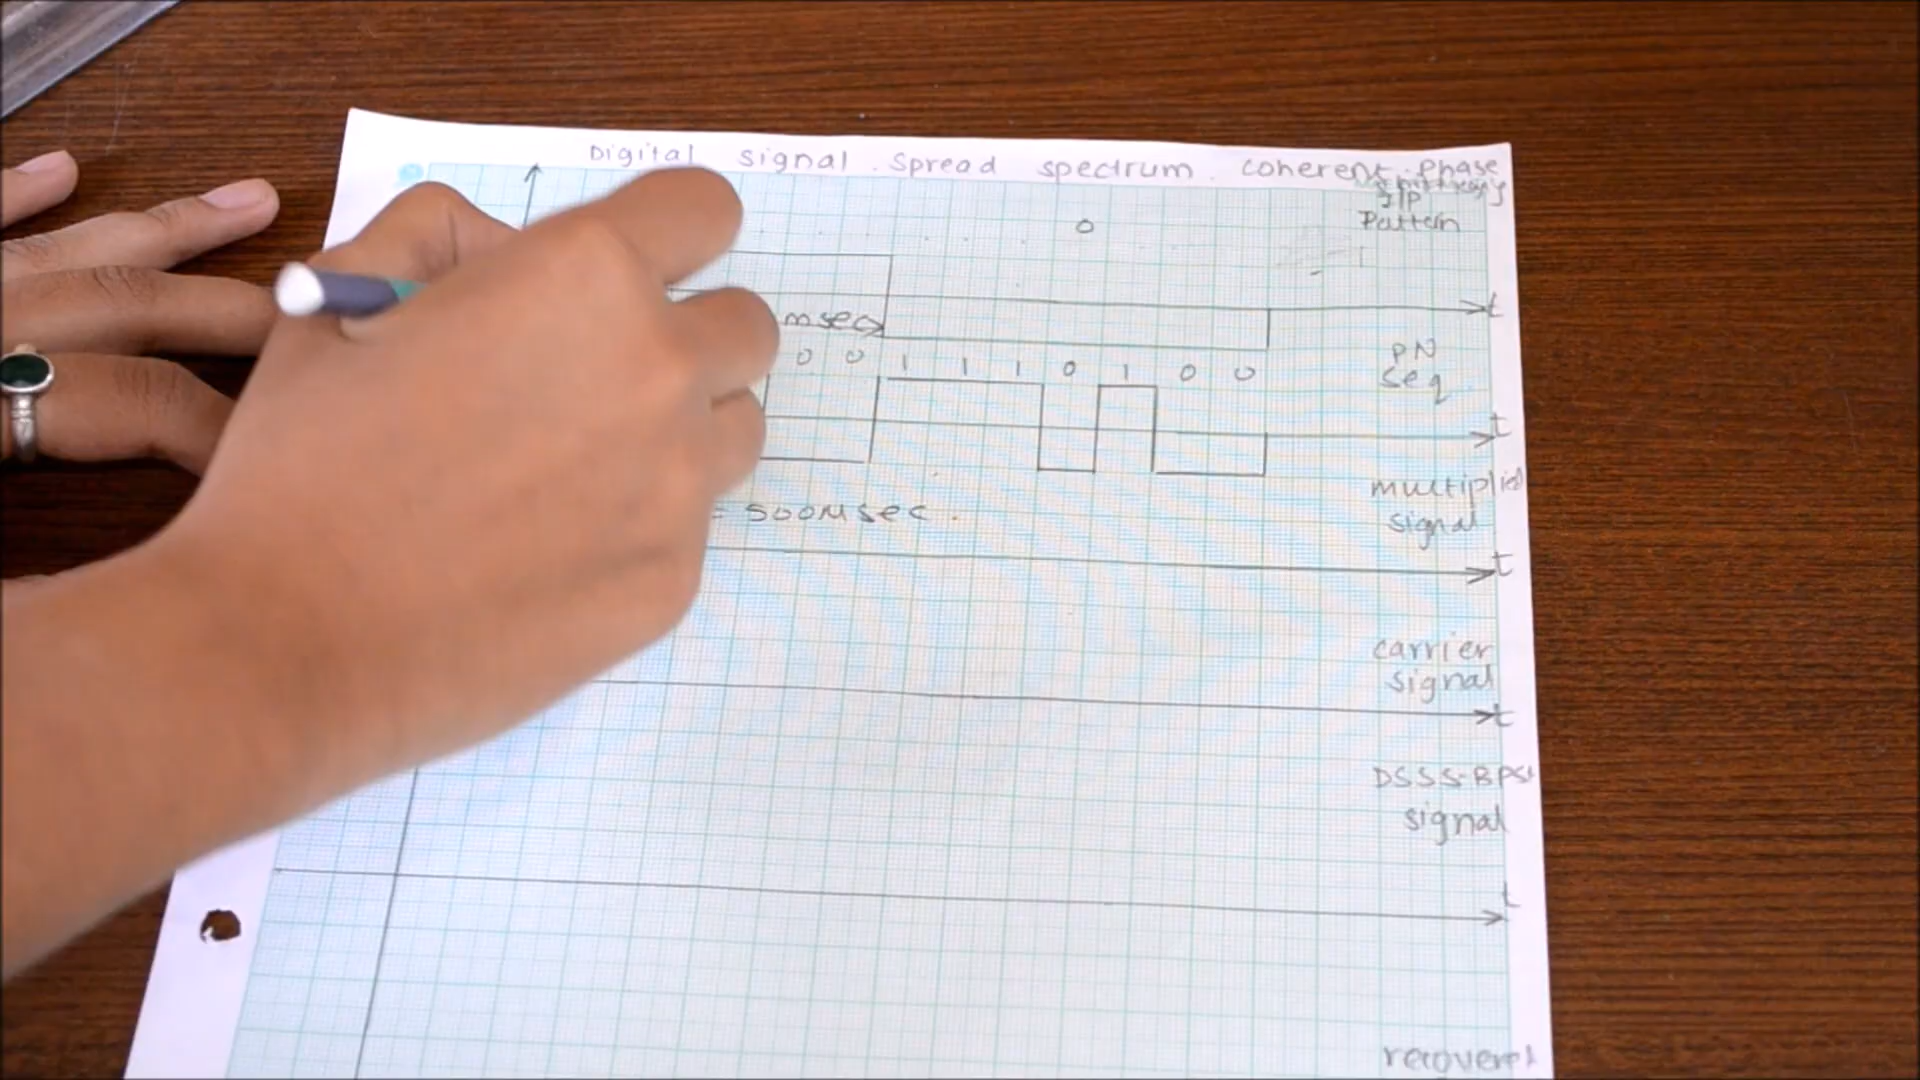 Digital signal spread spectrum coherent phase
I/P
Pattern
0
t
msec
0 0 1 1 1 0 1 0 0
PN
seq
t
= 500Msec.
multiplied
signal
t
carrier
signal
t
DSSS-BPSK
signal
t
recovered